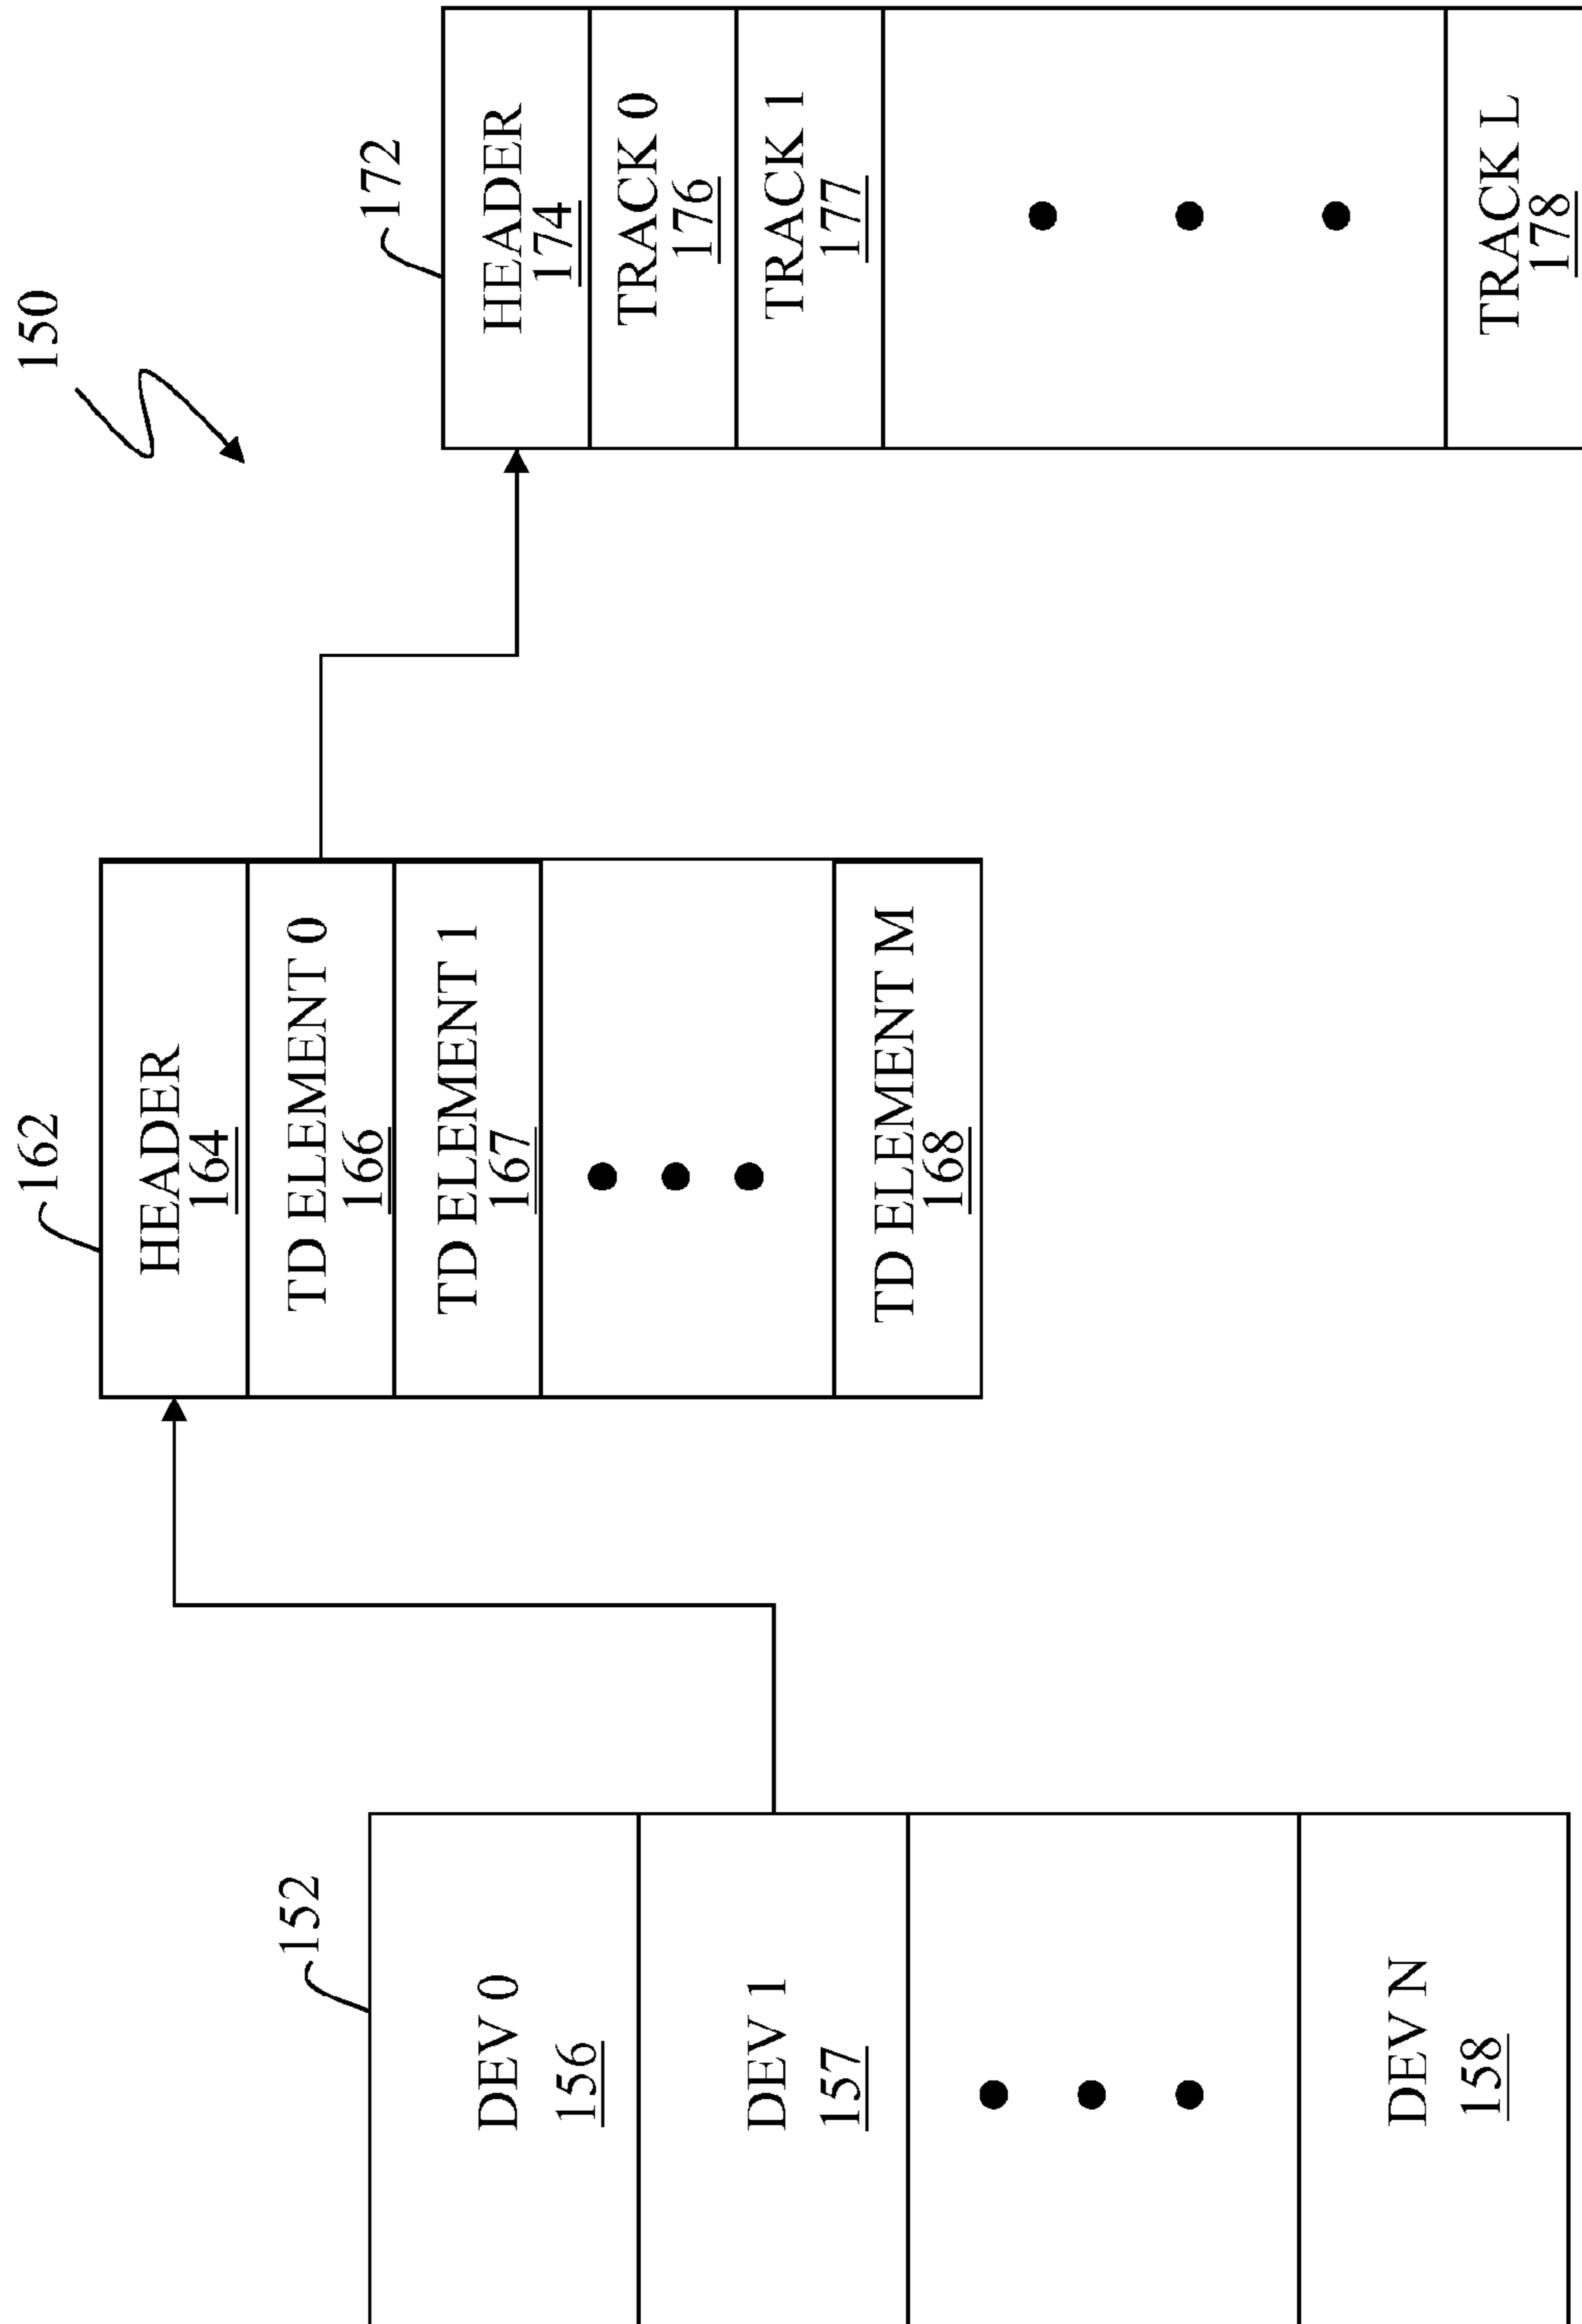 150
152
DEV 0
156
DEV 1
157
DEV N
158
162
HEADER
164
TD ELEMENT 0
166
TD ELEMENT 1
167
TD ELEMENT M
168
172
HEADER
174
TRACK 0
176
TRACK 1
177
TRACK L
178